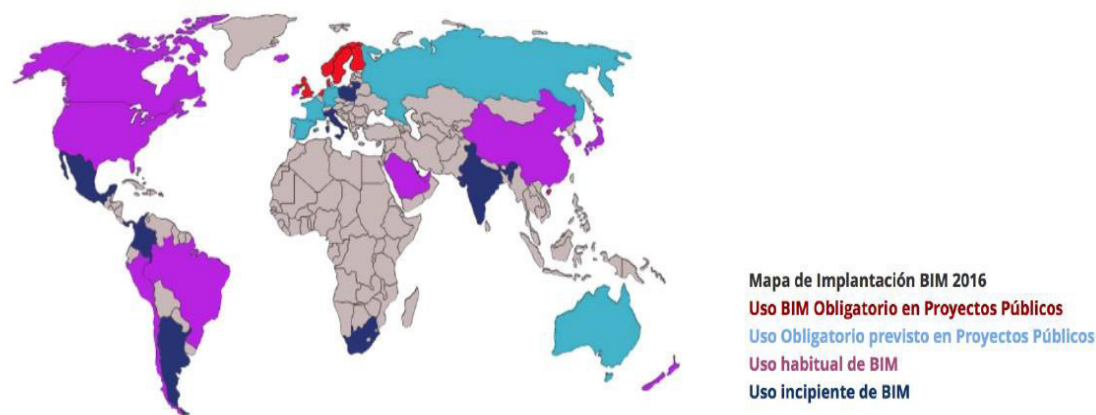 Mapa de Implantación BIM 2016
Uso BIM Obligatorio en Proyectos Públicos
Uso Obligatorio previsto en Proyectos Públicos
Uso habitual de BIM
Uso incipiente de BIM